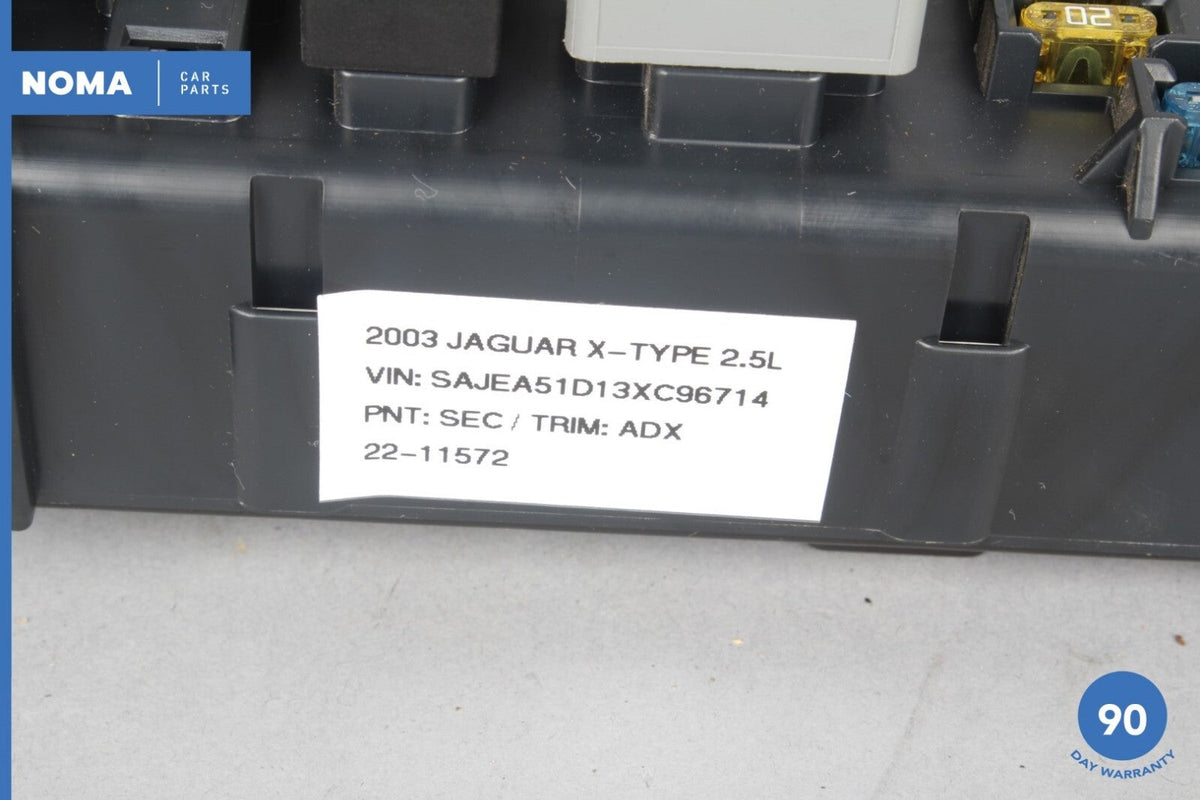 NOMA
CAR
PARTS
20
2003 JAGUAR X-TYPE 2.5L
VIN: SAJEA51D13XC96714
PNT: SEC / TRIM: ADX
22-11572
90
DAY WARRANTY